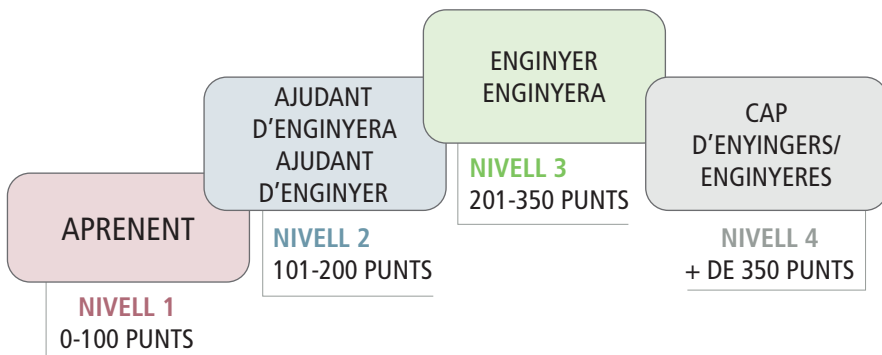 APRENENT
NIVELL 1
0-100 PUNTS
AJUDANT
D’ENGINYERA
AJUDANT
D’ENGINYER
NIVELL 2
101-200 PUNTS
ENGINYER
ENGINYERA
NIVELL 3
201-350 PUNTS
CAP
D’ENYINGERS/
ENGINYERES
NIVELL 4
+ DE 350 PUNTS